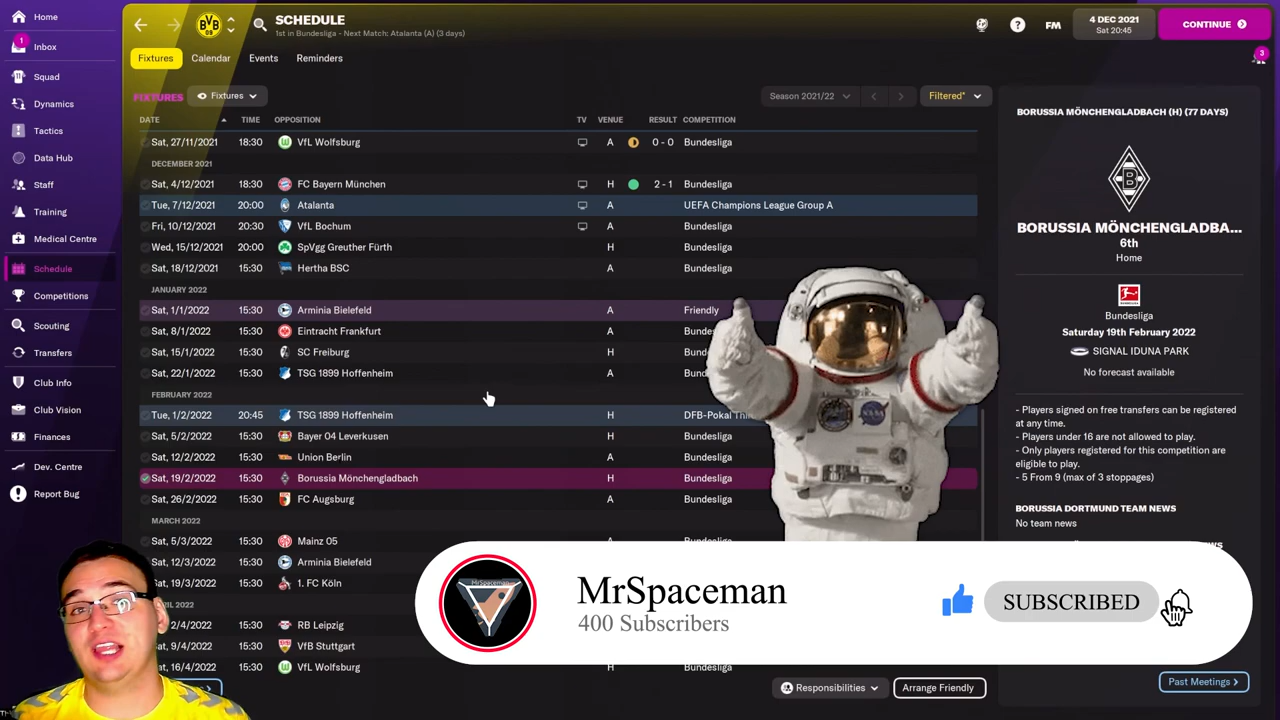 SCHEDULE
1st in Bundesliga - Next Match: Atalanta (A) (3 days)
FM
4 DEC 2021
Sat 20:45
CONTINUE
Home
1
Inbox
Squad
Dynamics
Tactics
Data Hub
Staff
Training
Medical Centre
Schedule
Competitions
Scouting
Transfers
Club Info
Club Vision
Finances
Dev. Centre
Report Bug
Fixtures Calendar Events Reminders
3
FIXTURES Fixtures Season 2021/22 Filtered*
DATE TIME OPPOSITION TV VENUE RESULT COMPETITION
Sat, 27/11/2021 18:30 VfL Wolfsburg A 0 - 0 Bundesliga
DECEMBER 2021
Sat, 4/12/2021 18:30 FC Bayern München H 2 - 1 Bundesliga
Tue, 7/12/2021 20:00 Atalanta A UEFA Champions League Group A
Fri, 10/12/2021 20:30 VfL Bochum A Bundesliga
Wed, 15/12/2021 20:00 SpVgg Greuther Fürth H Bundesliga
Sat, 18/12/2021 15:30 Hertha BSC A Bundesliga
JANUARY 2022
Sat, 1/1/2022 15:30 Arminia Bielefeld A Friendly
Sat, 8/1/2022 15:30 Eintracht Frankfurt A
Sat, 15/1/2022 15:30 SC Freiburg H
Sat, 22/1/2022 15:30 TSG 1899 Hoffenheim A
FEBRUARY 2022
Tue, 1/2/2022 20:45 TSG 1899 Hoffenheim H DFB-Pokal
Sat, 5/2/2022 15:30 Bayer 04 Leverkusen H Bundesliga
Sat, 12/2/2022 15:30 Union Berlin A Bundesliga
Sat, 19/2/2022 15:30 Borussia Mönchengladbach H Bundesliga
Sat, 26/2/2022 15:30 FC Augsburg A Bundesliga
MARCH 2022
Sat, 5/3/2022 15:30 Mainz 05 A
Sat, 12/3/2022 15:30 Arminia Bielefeld
Sat, 19/3/2022 15:30 1. FC Köln
2022
2/4/2022 15:30 RB Leipzig
Sat, 9/4/2022 15:30 VfB Stuttgart
Sat, 16/4/2022 15:30 VfL Wolfsburg H Bundesliga
Responsibilities
Arrange Friendly
BORUSSIA MÖNCHENGLADBACH (H) (77 DAYS)
BORUSSIA MÖNCHENGLADBA...
6th
Home
Bundesliga
Saturday 19th February 2022
SIGNAL IDUNA PARK
No forecast available
- Players signed on free transfers can be registered
at any time.
- Players under 16 are not allowed to play.
- Only players registered for this competition are
eligible to play.
- 5 From 9 (max of 3 stoppages)
BORUSSIA DORTMUND TEAM NEWS
No team news
Past Meetings >
MrSpaceman
400 Subscribers
SUBSCRIBED